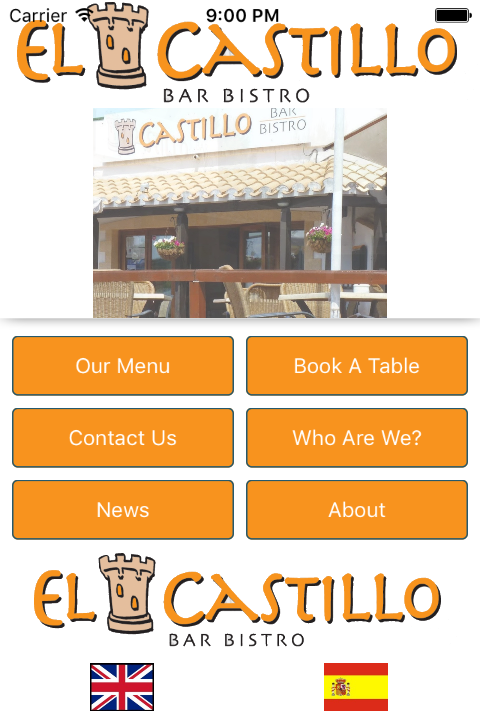 Carrier 9:00 PM
EL CASTILLO
BAR BISTRO
CASTILLO BAR
BISTRO
Our Menu Book A Table
Contact Us Who Are We?
News About
EL CASTILLO
BAR BISTRO